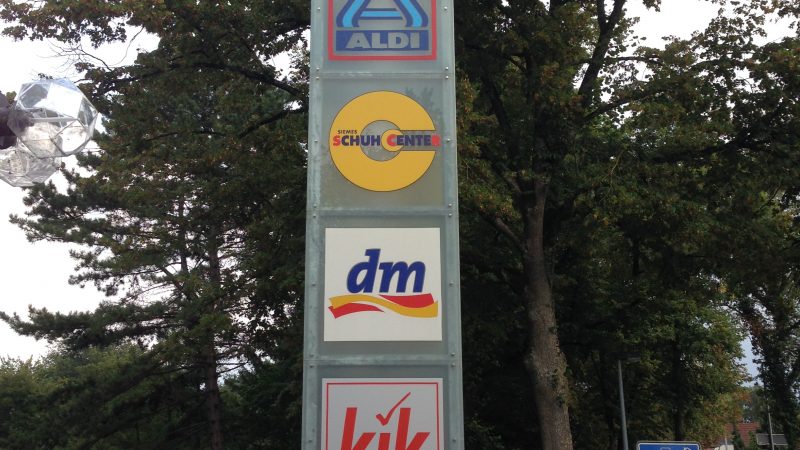 ALDI
SIEMES
SCHUH CENTER
dm
kik